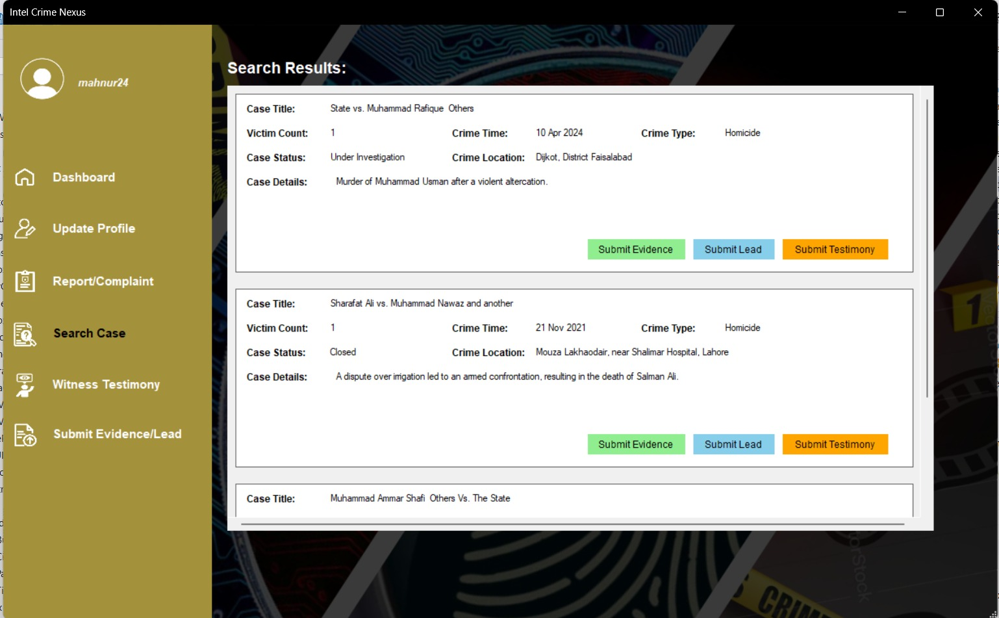 Intel Crime Nexus
mahnur24
Dashboard
Update Profile
Report/Complaint
Search Case
Witness Testimony
Submit Evidence/Lead
Search Results:
Case Title: State vs. Muhammad Rafique Others
Victim Count: 1 Crime Time: 10 Apr 2024 Crime Type: Homicide
Case Status: Under Investigation Crime Location: Dijkot, District Faisalabad
Case Details: Murder of Muhammad Usman after a violent altercation.
Submit Evidence Submit Lead Submit Testimony
Case Title: Sharafat Ali vs. Muhammad Nawaz and another
Victim Count: 1 Crime Time: 21 Nov 2021 Crime Type: Homicide
Case Status: Closed Crime Location: Mouza Lakhaodair, near Shalimar Hospital, Lahore
Case Details: A dispute over irrigation led to an armed confrontation, resulting in the death of Salman Ali.
Submit Evidence Submit Lead Submit Testimony
Case Title: Muhammad Ammar Shafi Others Vs. The State
1